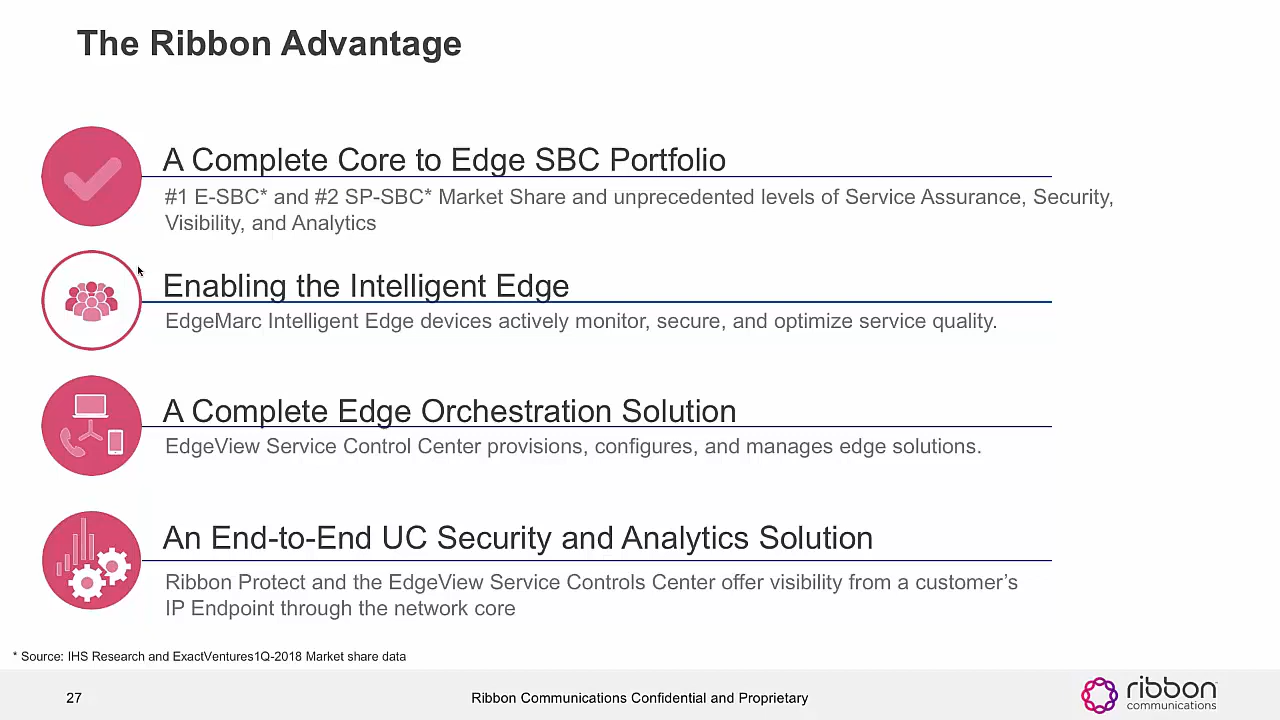 The Ribbon Advantage
A Complete Core to Edge SBC Portfolio
#1 E-SBC* and #2 SP-SBC* Market Share and unprecedented levels of Service Assurance, Security,
Visibility, and Analytics
Enabling the Intelligent Edge
EdgeMarc Intelligent Edge devices actively monitor, secure, and optimize service quality.
A Complete Edge Orchestration Solution
EdgeView Service Control Center provisions, configures, and manages edge solutions.
An End-to-End UC Security and Analytics Solution
Ribbon Protect and the EdgeView Service Controls Center offer visibility from a customer’s
IP Endpoint through the network core
* Source: IHS Research and ExactVentures1Q-2018 Market share data
27
Ribbon Communications Confidential and Proprietary
ribbon
communications